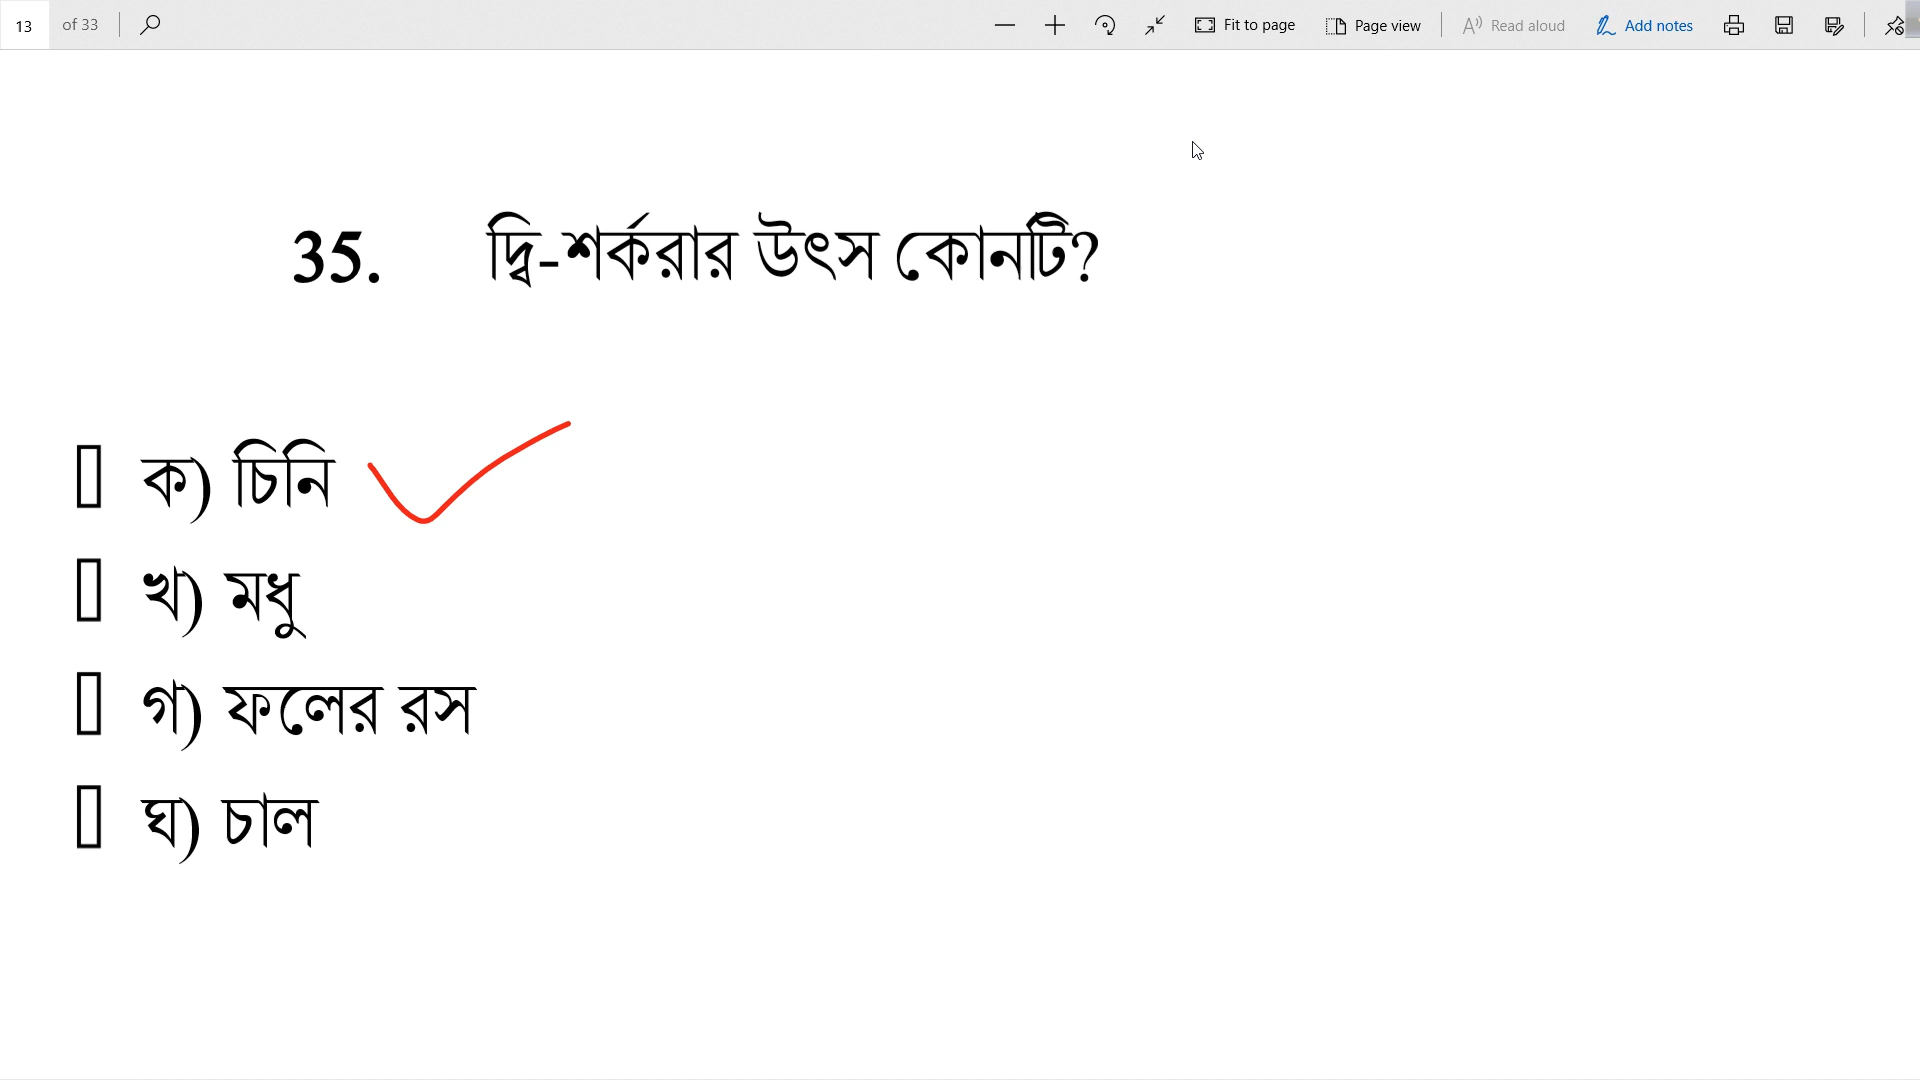 13 of 33 Fit to page Page view Read aloud Add notes
35. দ্বি-শর্করার উৎস কোনটি?
ক) চিনি
খ) মধু
গ) ফলের রস
ঘ) চাল